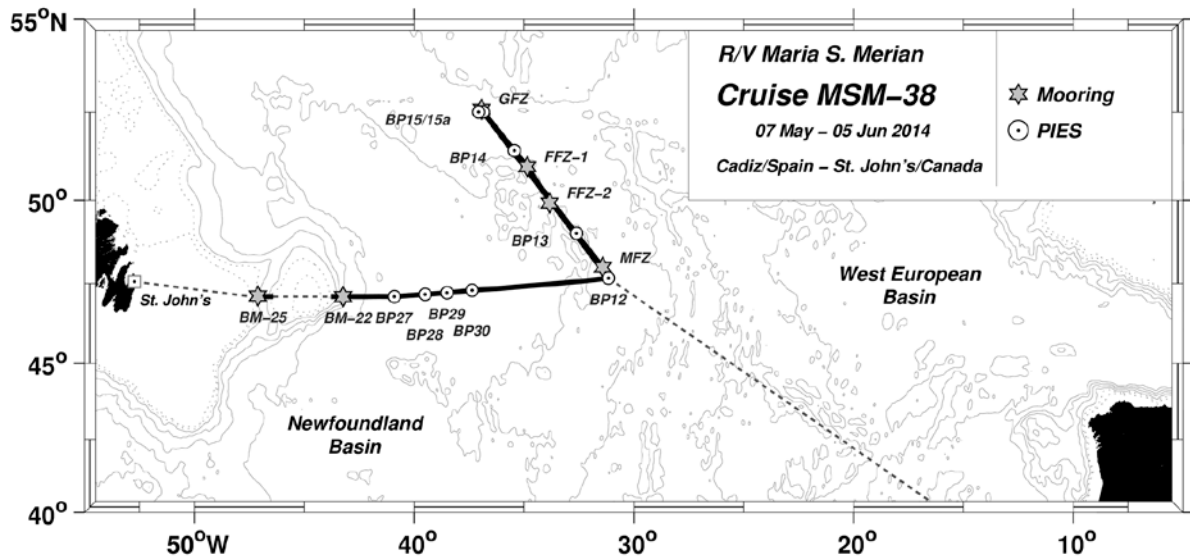 55°N
50°
45°
40°
50°W
40°
30°
20°
10°
R/V Maria S. Merian
Cruise MSM-38
07 May - 05 Jun 2014
Cadiz/Spain - St. John's/Canada
Mooring
PIES
GFZ
BP15/15a
BP14
FFZ-1
FFZ-2
BP13
MFZ
BP12
St. John's
BM-25
BM-22
BP27
BP28
BP29
BP30
West European
Basin
Newfoundland
Basin